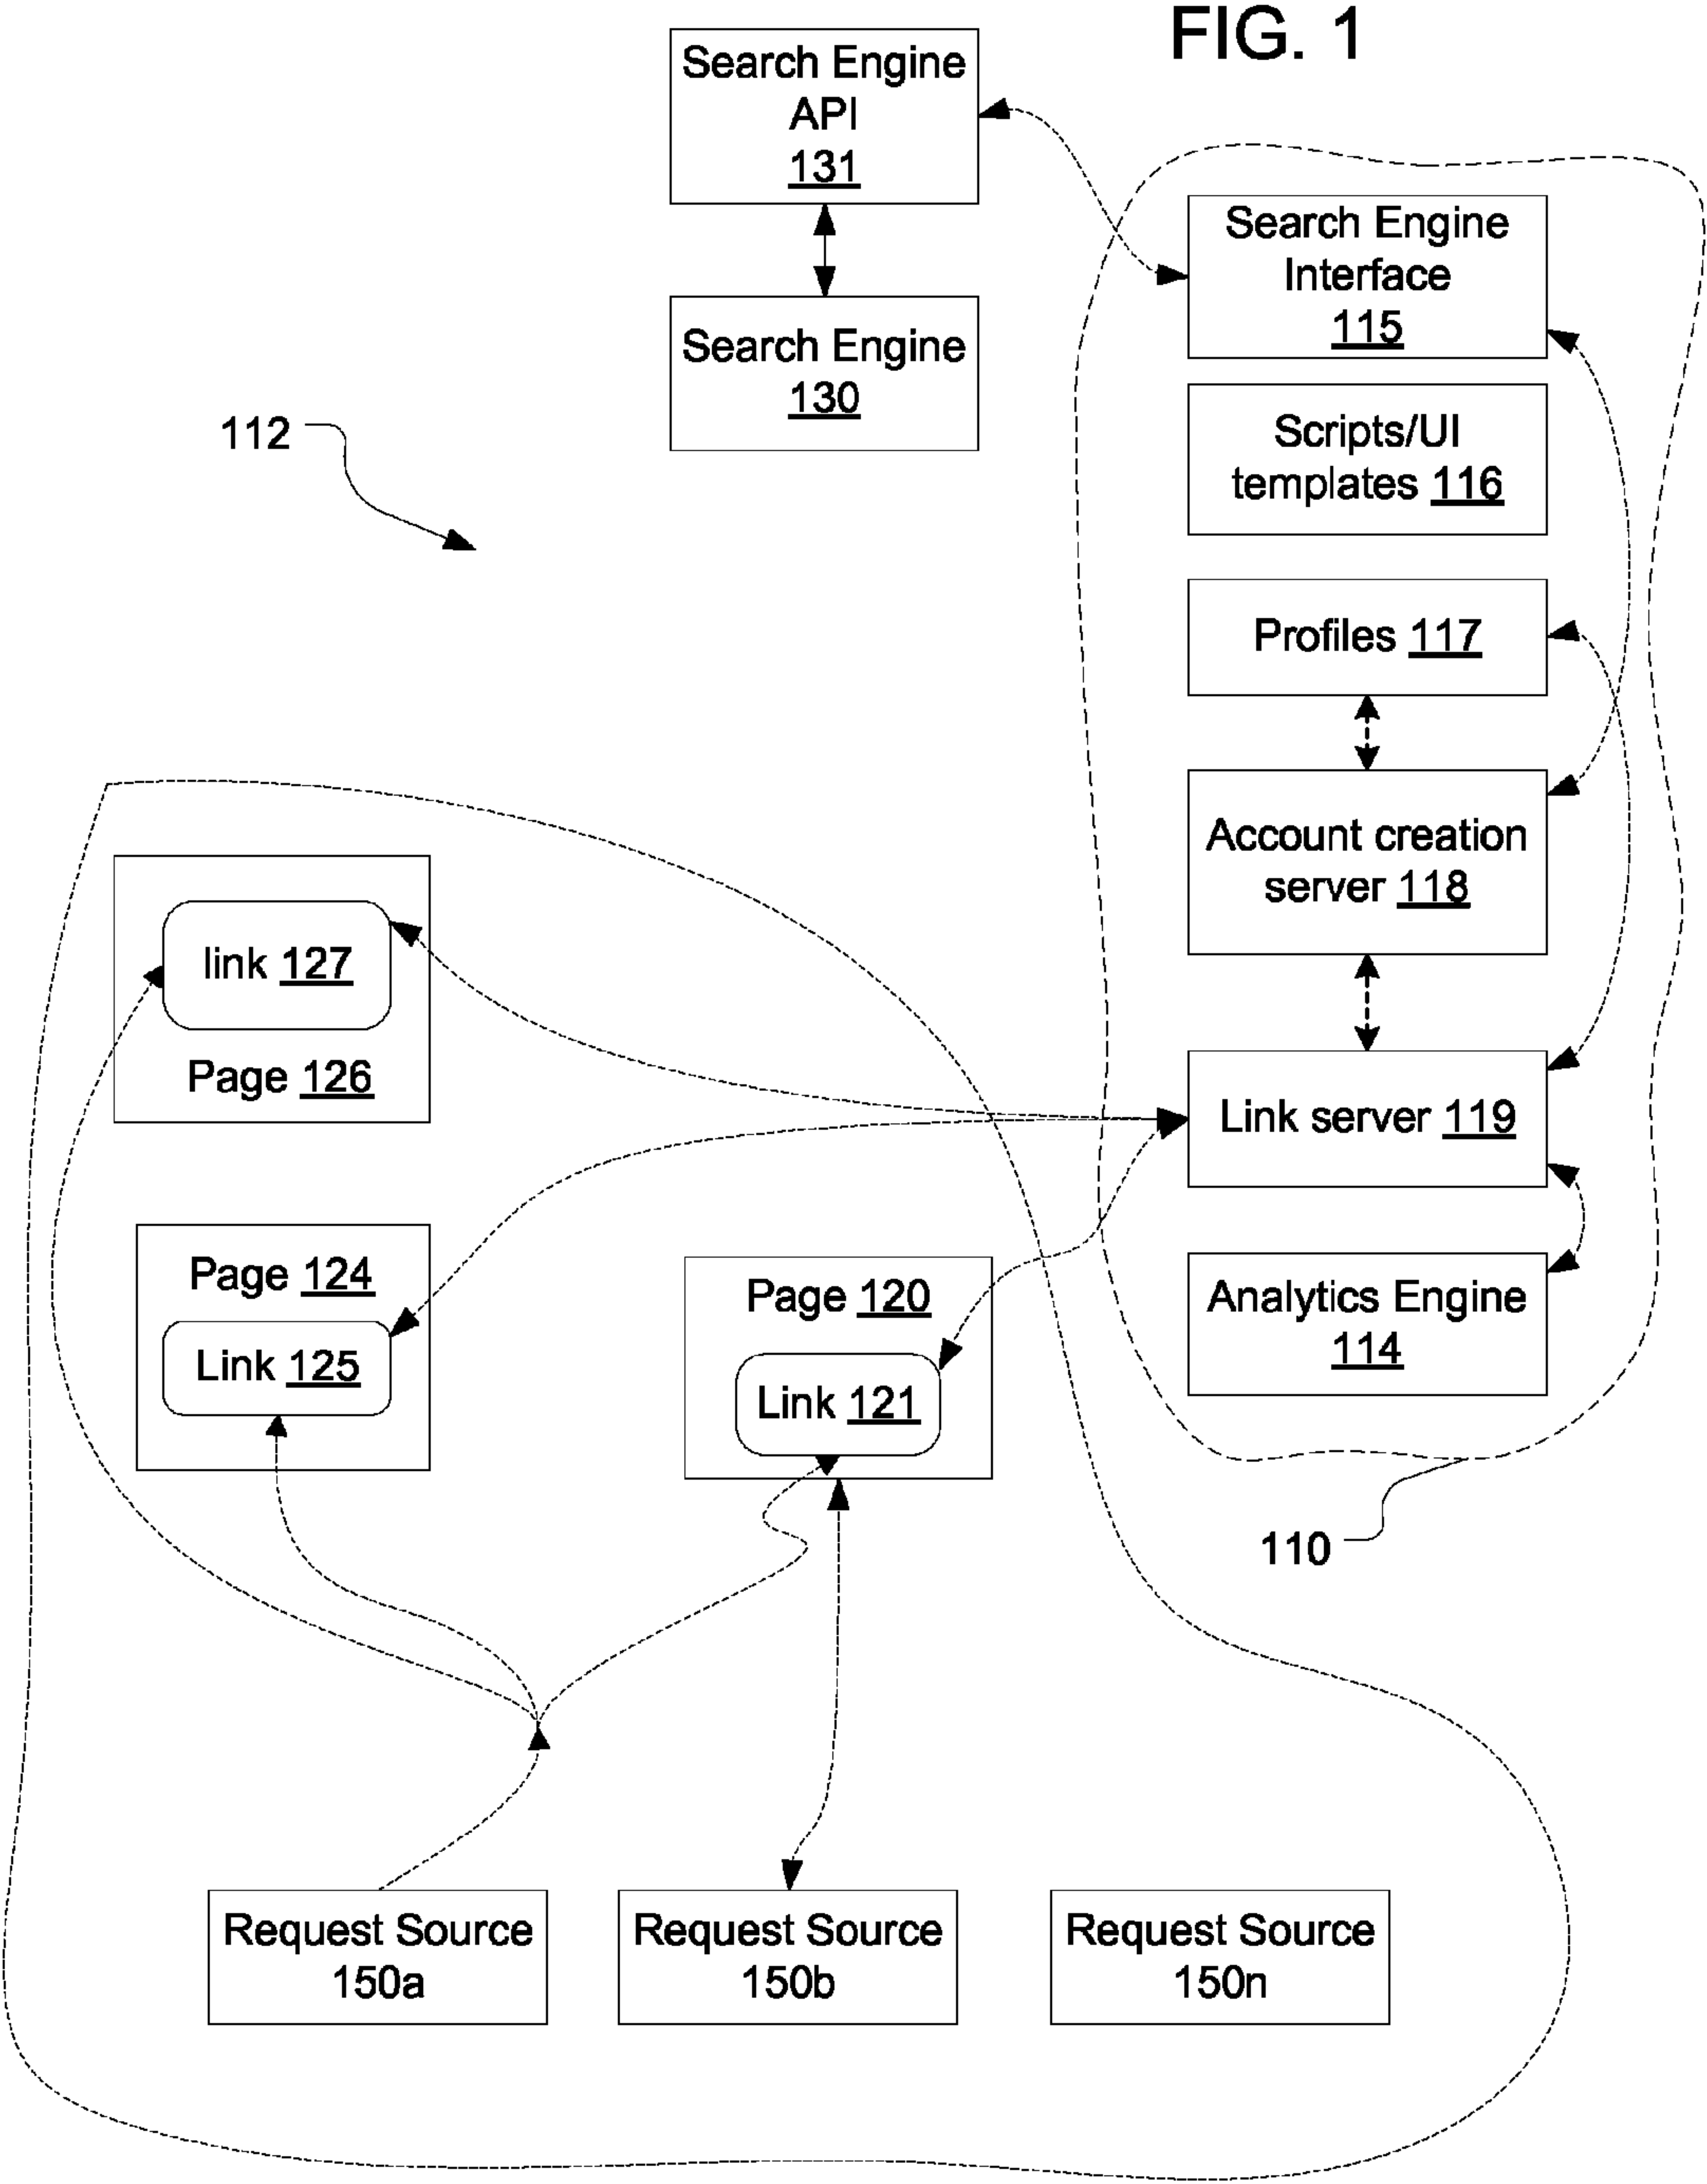 FIG. 1
Search Engine
API
131
Search Engine
Interface
115
Search Engine
130
112
Scripts/UI
templates 116
Profiles 117
Account creation
server 118
link 127
Page 126
Link server 119
Page 124
Link 125
Page 120
Link 121
Analytics Engine
114
110
Request Source
150a
Request Source
150b
Request Source
150n